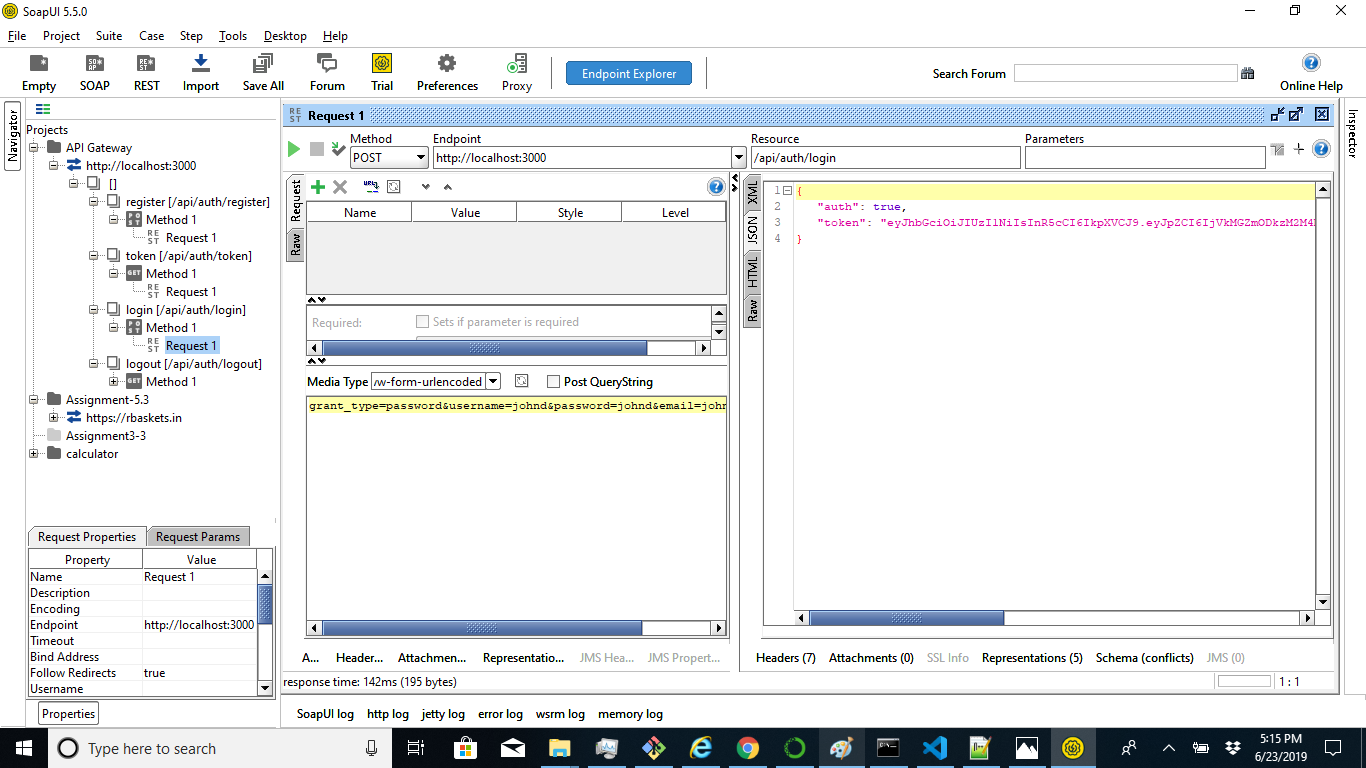 SoapUI 5.5.0
File Project Suite Case Step Tools Desktop Help
Empty SOAP REST Import Save All Forum Trial Preferences Proxy Endpoint Explorer Search Forum Online Help
Navigator
Projects
API Gateway
http://localhost:3000
[]
register [/api/auth/register]
Method 1
Request 1
token [/api/auth/token]
Method 1
Request 1
login [/api/auth/login]
Method 1
Request 1
logout [/api/auth/logout]
Method 1
Assignment-5.3
https://rbaskets.in
Assignment3-3
calculator
Request Properties Request Params
Property Value
Name Request 1
Description
Encoding
Endpoint http://localhost:3000
Timeout
Bind Address
Follow Redirects true
Username
Properties
Request 1
Method Endpoint Resource Parameters
POST http://localhost:3000 /api/auth/login
Request
Raw
Name Value Style Level
Required: Sets if parameter is required
Media Type /w-form-urlencoded Post QueryString
grant_type=password&username=johnd&password=johnd&email=john
A... Header... Attachmen... Representatio... JMS Hea... JMS Propert...
XML
JSON
HTML
Raw
1 {
2 "auth": true,
3 "token":
4 }
Headers (7) Attachments (0) SSL Info Representations (5) Schema (conflicts) JMS (0)
response time: 142ms (195 bytes) 1 : 1
Inspector
SoapUI log http log jetty log error log wsrm log memory log
Type here to search
5:15 PM
6/23/2019